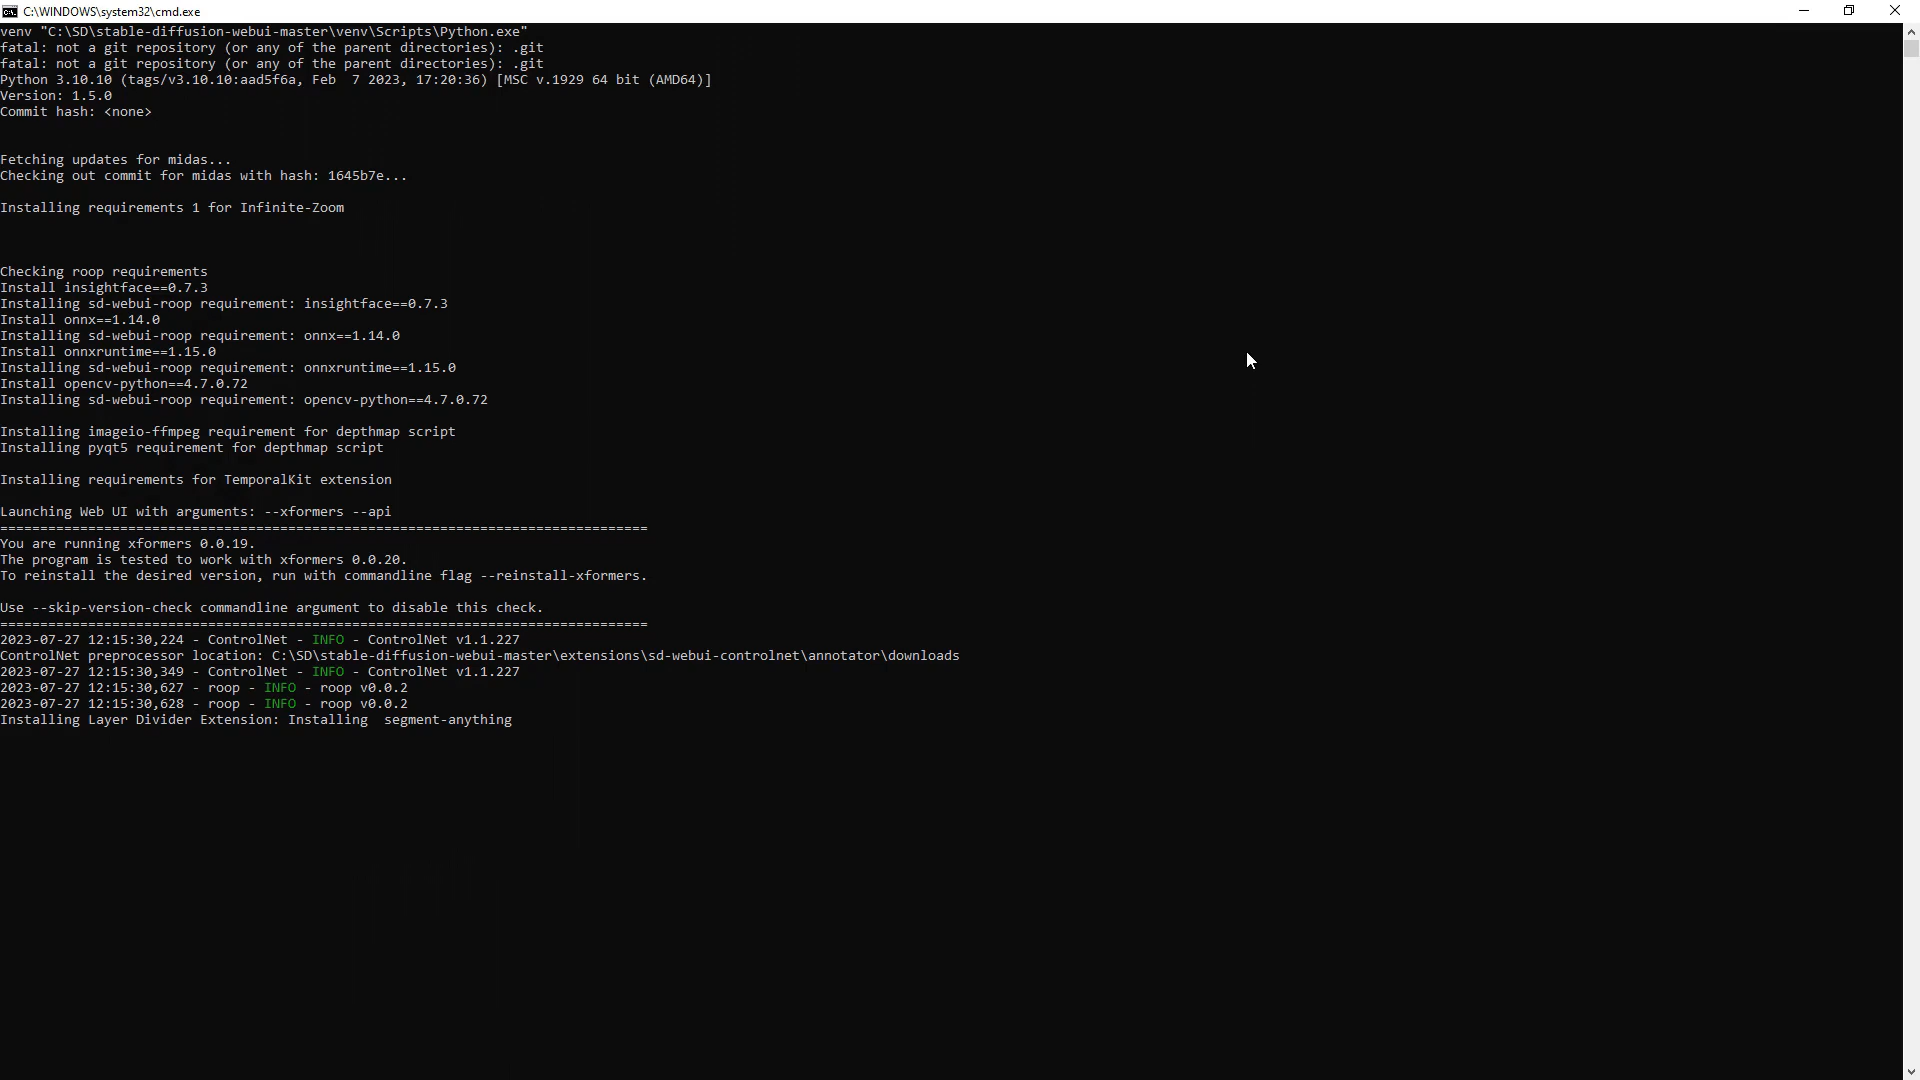 C:\WINDOWS\system32\cmd.exe
venv "C:\SD\stable-diffusion-webui-master\venv\Scripts\Python.exe"
fatal: not a git repository (or any of the parent directories): .git
fatal: not a git repository (or any of the parent directories): .git
Python 3.10.10 (tags/v3.10.10:aad5f6a, Feb  7 2023, 17:20:36) [MSC v.1929 64 bit (AMD64)]
Version: 1.5.0
Commit hash: <none>
Fetching updates for midas...
Checking out commit for midas with hash: 1645b7e...
Installing requirements 1 for Infinite-Zoom
Checking roop requirements
Install insightface==0.7.3
Installing sd-webui-roop requirement: insightface==0.7.3
Install onnx==1.14.0
Installing sd-webui-roop requirement: onnx==1.14.0
Install onnxruntime==1.15.0
Installing sd-webui-roop requirement: onnxruntime==1.15.0
Install opencv-python==4.7.0.72
Installing sd-webui-roop requirement: opencv-python==4.7.0.72
Installing imageio-ffmpeg requirement for depthmap script
Installing pyqt5 requirement for depthmap script
Installing requirements for TemporalKit extension
Launching Web UI with arguments: --xformers --api
=================================================================================
You are running xformers 0.0.19.
The program is tested to work with xformers 0.0.20.
To reinstall the desired version, run with commandline flag --reinstall-xformers.
Use --skip-version-check commandline argument to disable this check.
=================================================================================
2023-07-27 12:15:30,224 - ControlNet - INFO - ControlNet v1.1.227
ControlNet preprocessor location: C:\SD\stable-diffusion-webui-master\extensions\sd-webui-controlnet\annotator\downloads
2023-07-27 12:15:30,349 - ControlNet - INFO - ControlNet v1.1.227
2023-07-27 12:15:30,627 - roop - INFO - roop v0.0.2
2023-07-27 12:15:30,628 - roop - INFO - roop v0.0.2
Installing Layer Divider Extension: Installing  segment-anything